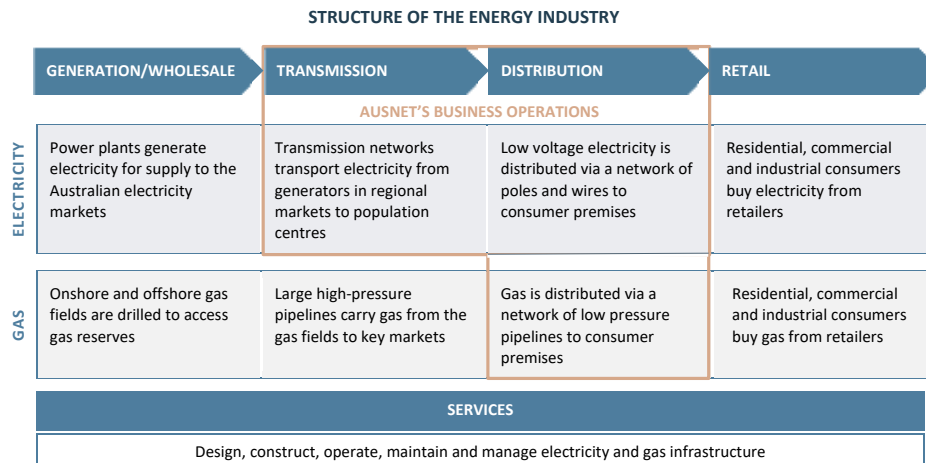 STRUCTURE OF THE ENERGY INDUSTRY
GENERATION/WHOLESALE
TRANSMISSION
DISTRIBUTION
RETAIL
AUSNET’S BUSINESS OPERATIONS
ELECTRICITY
Power plants generate
electricity for supply to the
Australian electricity
markets
Transmission networks
transport electricity from
generators in regional
markets to population
centres
Low voltage electricity is
distributed via a network of
poles and wires to
consumer premises
Residential, commercial
and industrial consumers
buy electricity from
retailers
GAS
Onshore and offshore gas
fields are drilled to access
gas reserves
Large high-pressure
pipelines carry gas from the
gas fields to key markets
Gas is distributed via a
network of low pressure
pipelines to consumer
premises
Residential, commercial
and industrial consumers
buy gas from retailers
SERVICES
Design, construct, operate, maintain and manage electricity and gas infrastructure